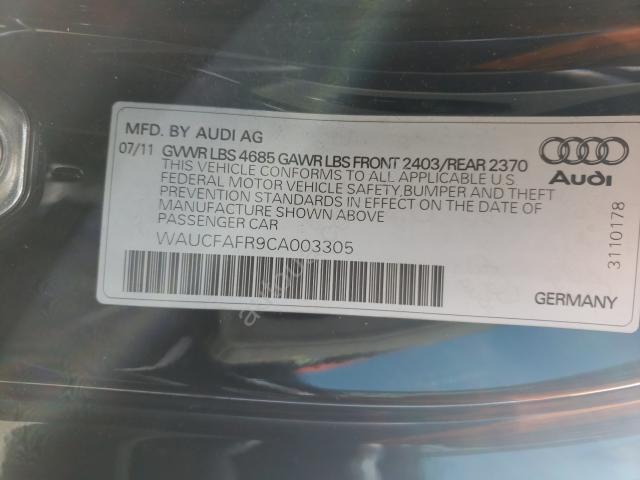 MFD. BY AUDI AG
07/11 GVWR LBS 4685 GAWR LBS FRONT 2403/REAR 2370
THIS VEHICLE CONFORMS TO ALL APPLICABLE U S
FEDERAL MOTOR VEHICLE SAFETY, BUMPER AND THEFT
PREVENTION STANDARDS IN EFFECT ON THE DATE OF
MANUFACTURE SHOWN ABOVE
PASSENGER CAR
WAUCFAFR9CA003305
Audi
3110178
GERMANY